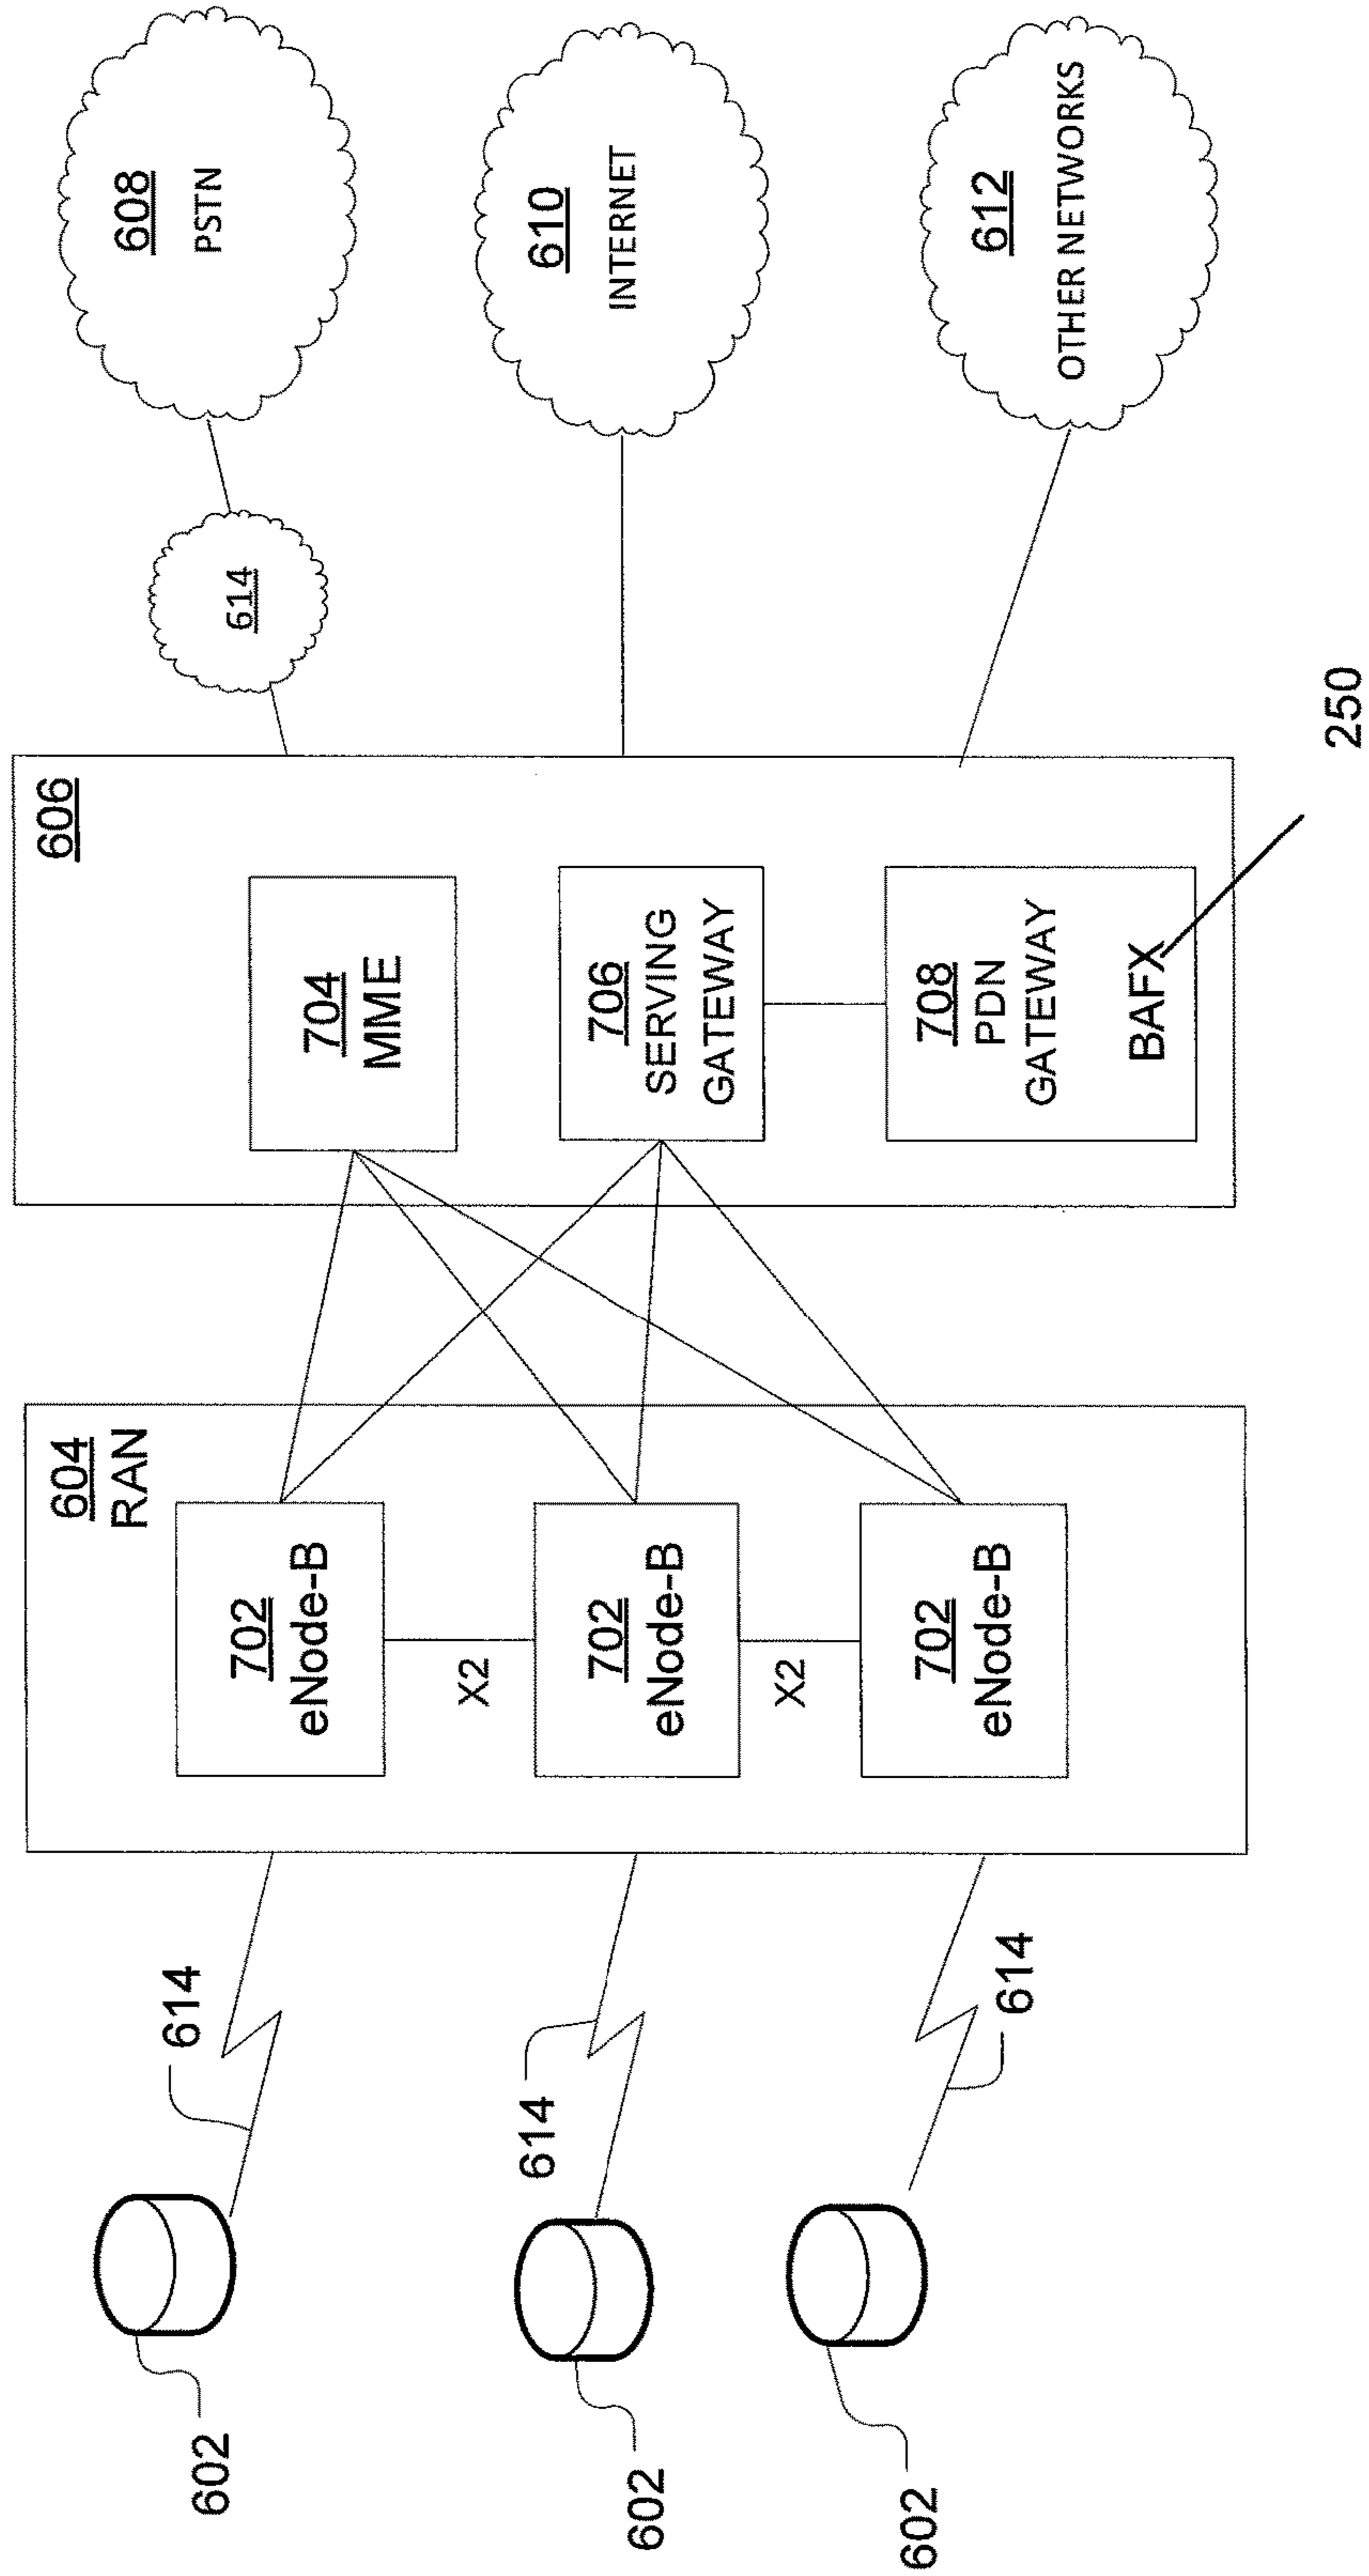 602
602
602
614
614
614
604
RAN
702
eNode-B
X2
702
eNode-B
X2
702
eNode-B
606
704
MME
706
SERVING
GATEWAY
708
PDN
GATEWAY
BAFX
250
614
608
PSTN
610
INTERNET
612
OTHER NETWORKS